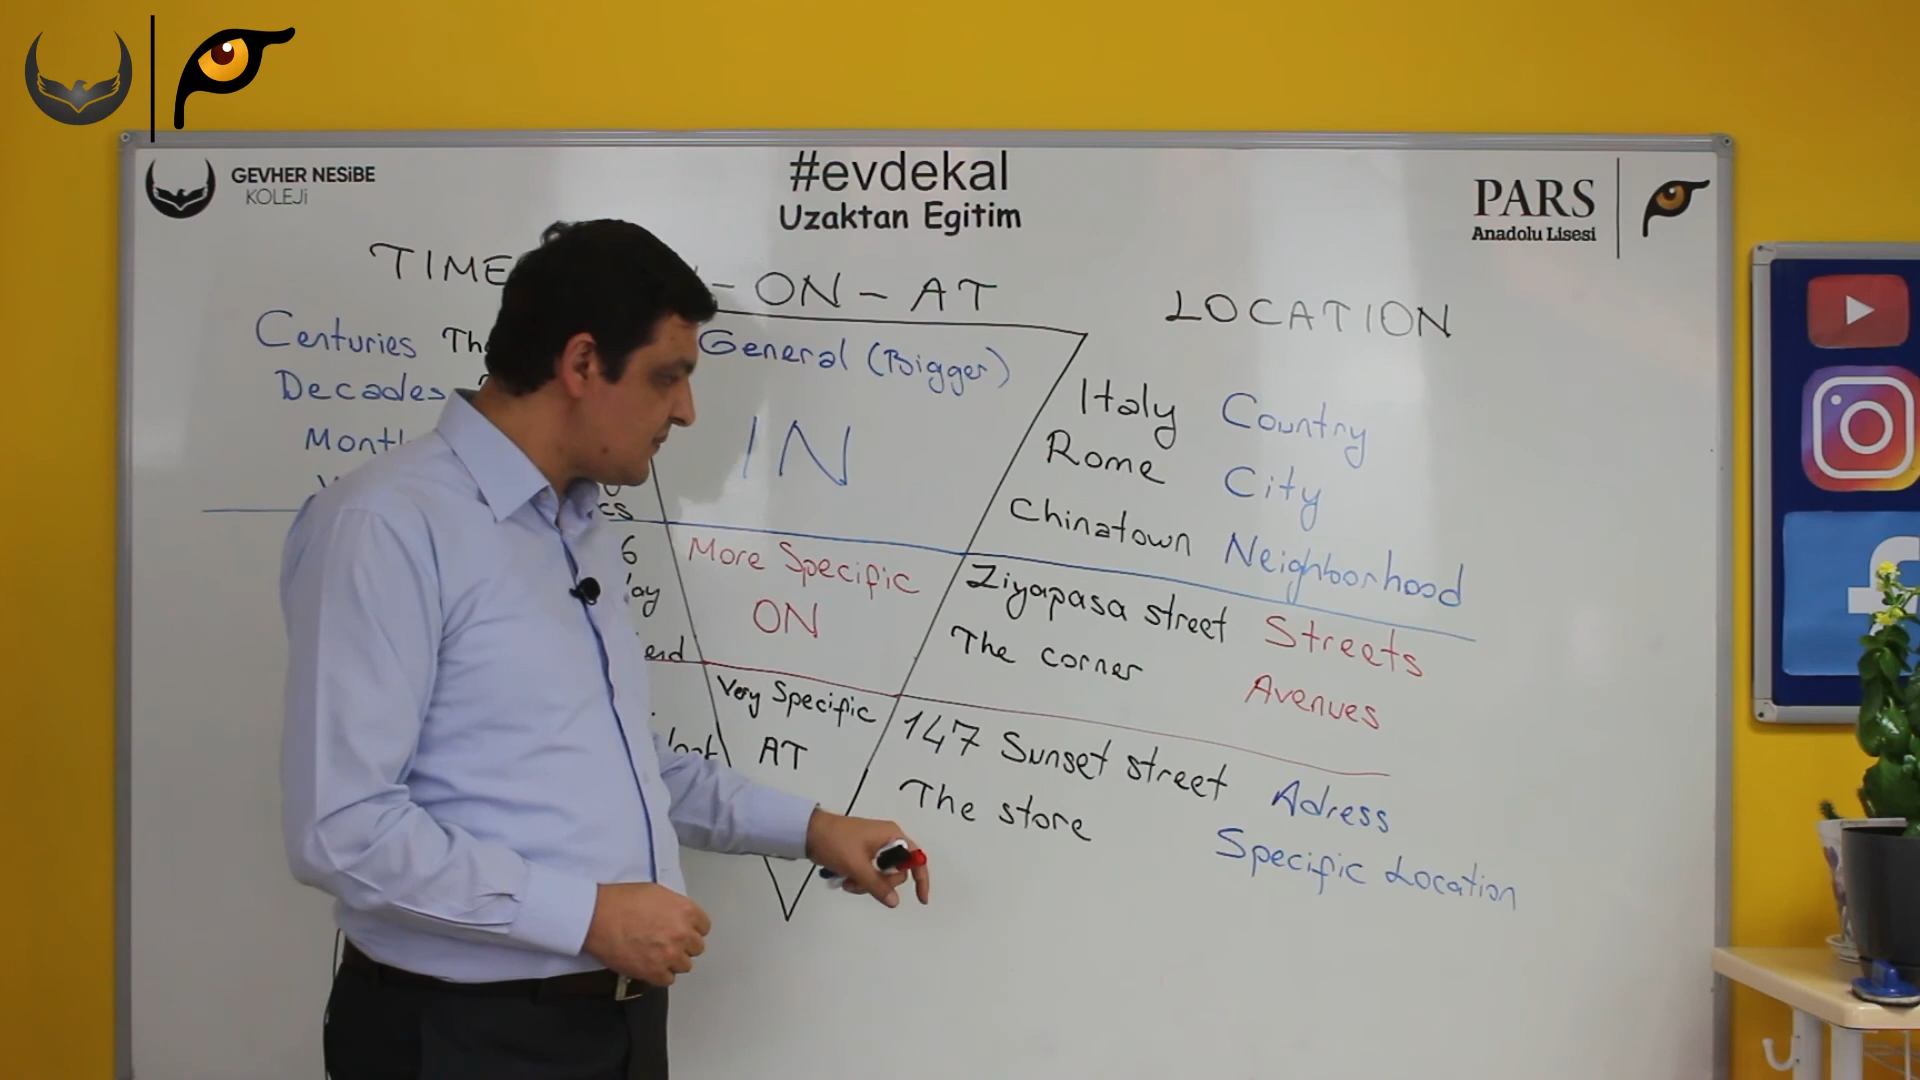 GEVHER NESiBE
KOLEJi
#evdekal
Uzaktan Egitim
PARS
Anadolu Lisesi
TIME - ON - AT
LOCATION
Centuries
Decades
General (Bigger)
IN
Italy Country
Rome City
Chinatown Neighborhood
6
More Specific
ON
Ziyapasa street Streets
The corner Avenues
Very Specific
AT
147 Sunset street Adress
The store
Specific Location